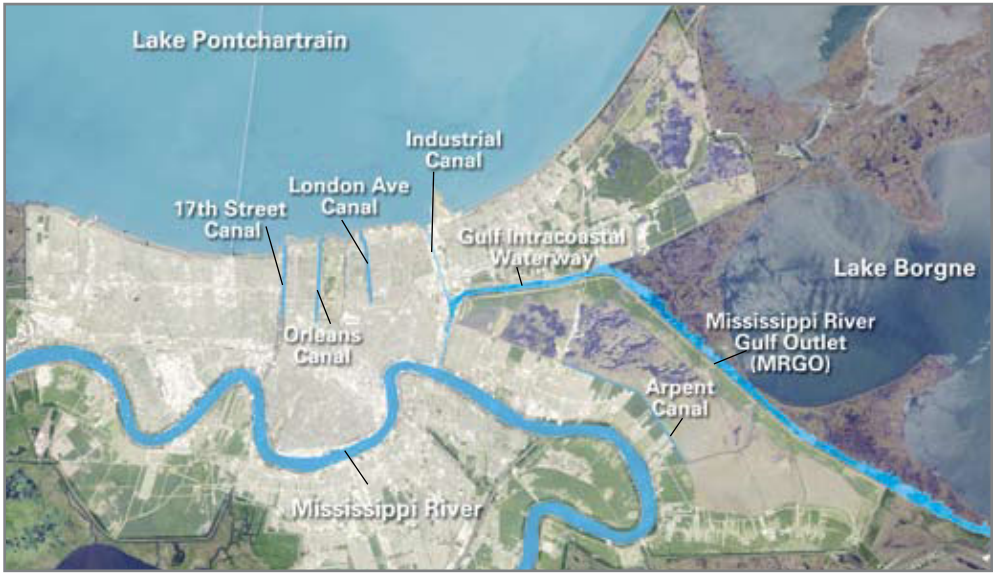 Lake Pontchartrain
Industrial
Canal
London Ave
Canal
17th Street
Canal
Gulf Intracoastal
Waterway
Lake Borgne
Orleans
Canal
Mississippi River
Gulf Outlet
(MRGO)
Arpent
Canal
Mississippi River